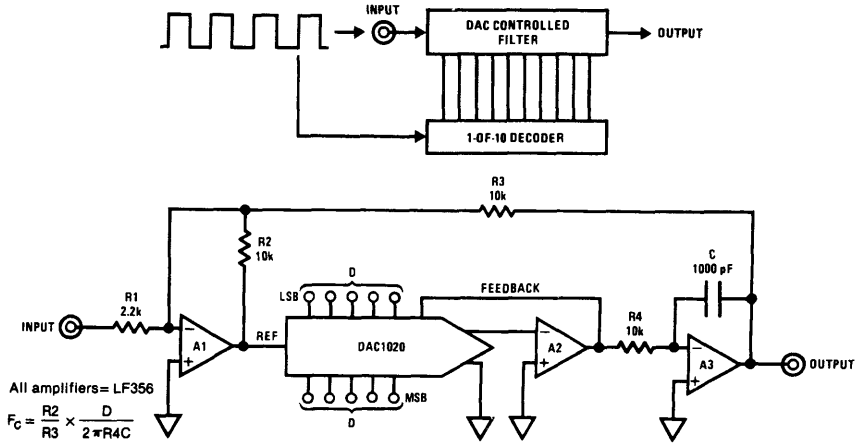 INPUT
DAC CONTROLLED
FILTER
OUTPUT
1-OF-10 DECODER
R3
10k
R2
10k
D
C
1000 pF
LSB
FEEDBACK
R1
2.2k
R4
10k
INPUT
−
+
A1
REF
DAC1020
−
+
A2
−
+
A3
OUTPUT
MSB
D
All amplifiers = LF356
F_C = R2/R3 × D/2πR4C